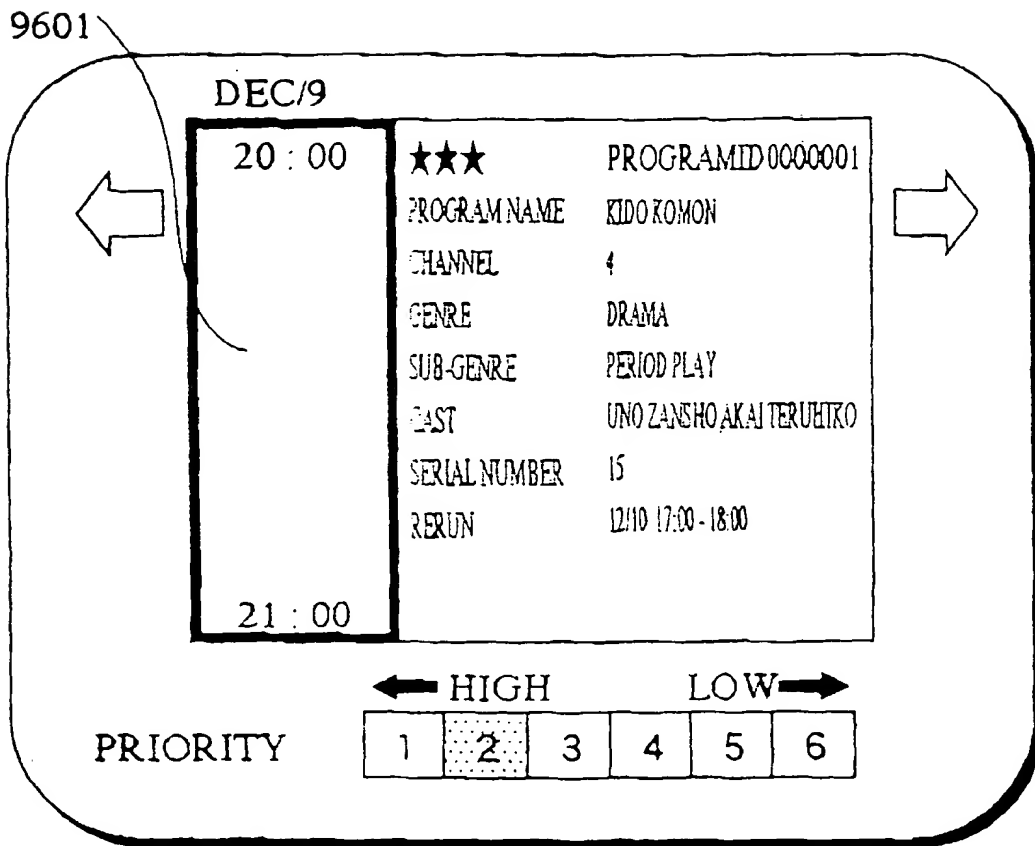 9601
DEC/9
20 : 00
★★★ PROGRAMID 0000001
PROGRAM NAME KIDO KOMON
CHANNEL 4
GENRE DRAMA
SUB-GENRE PERIOD PLAY
CAST UNO ZANSHO AKAI TERUHIKO
SERIAL NUMBER 15
RERUN 12/10 17:00 - 18:00
21 : 00
HIGH LOW
PRIORITY 1 2 3 4 5 6